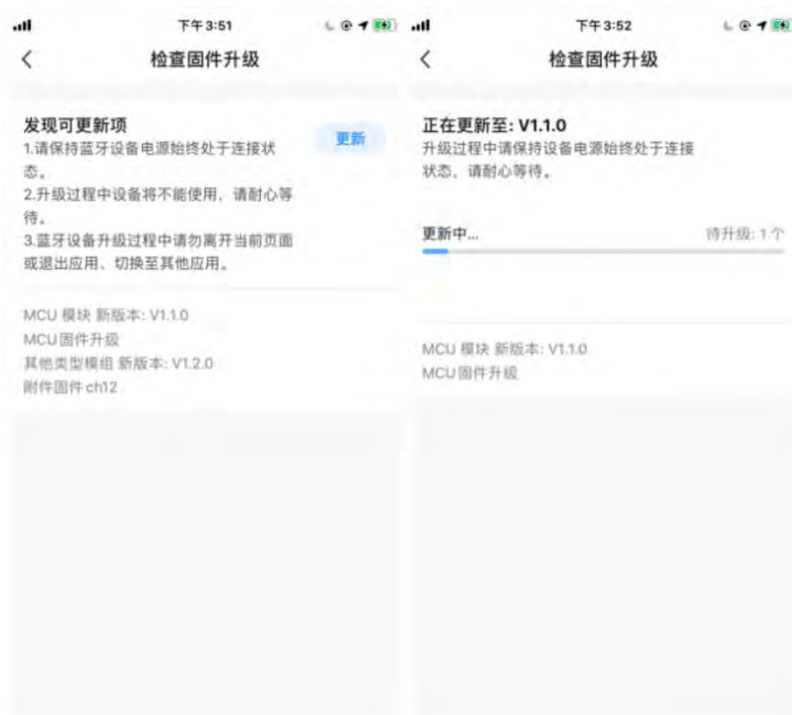 下午3:51
检查固件升级
发现可更新项
更新
1.请保持蓝牙设备电源始终处于连接状
态。
2.升级过程中设备将不能使用，请耐心等
待。
3.蓝牙设备升级过程中请勿离开当前页面
或退出应用、切换至其他应用。
MCU 模块 新版本: V1.1.0
MCU固件升级
其他类型模组 新版本: V1.2.0
附件固件 ch12
下午3:52
检查固件升级
正在更新至: V1.1.0
升级过程中请保持设备电源始终处于连接
状态，请耐心等待。
更新中...
待升级: 1 个
MCU 模块 新版本: V1.1.0
MCU固件升级